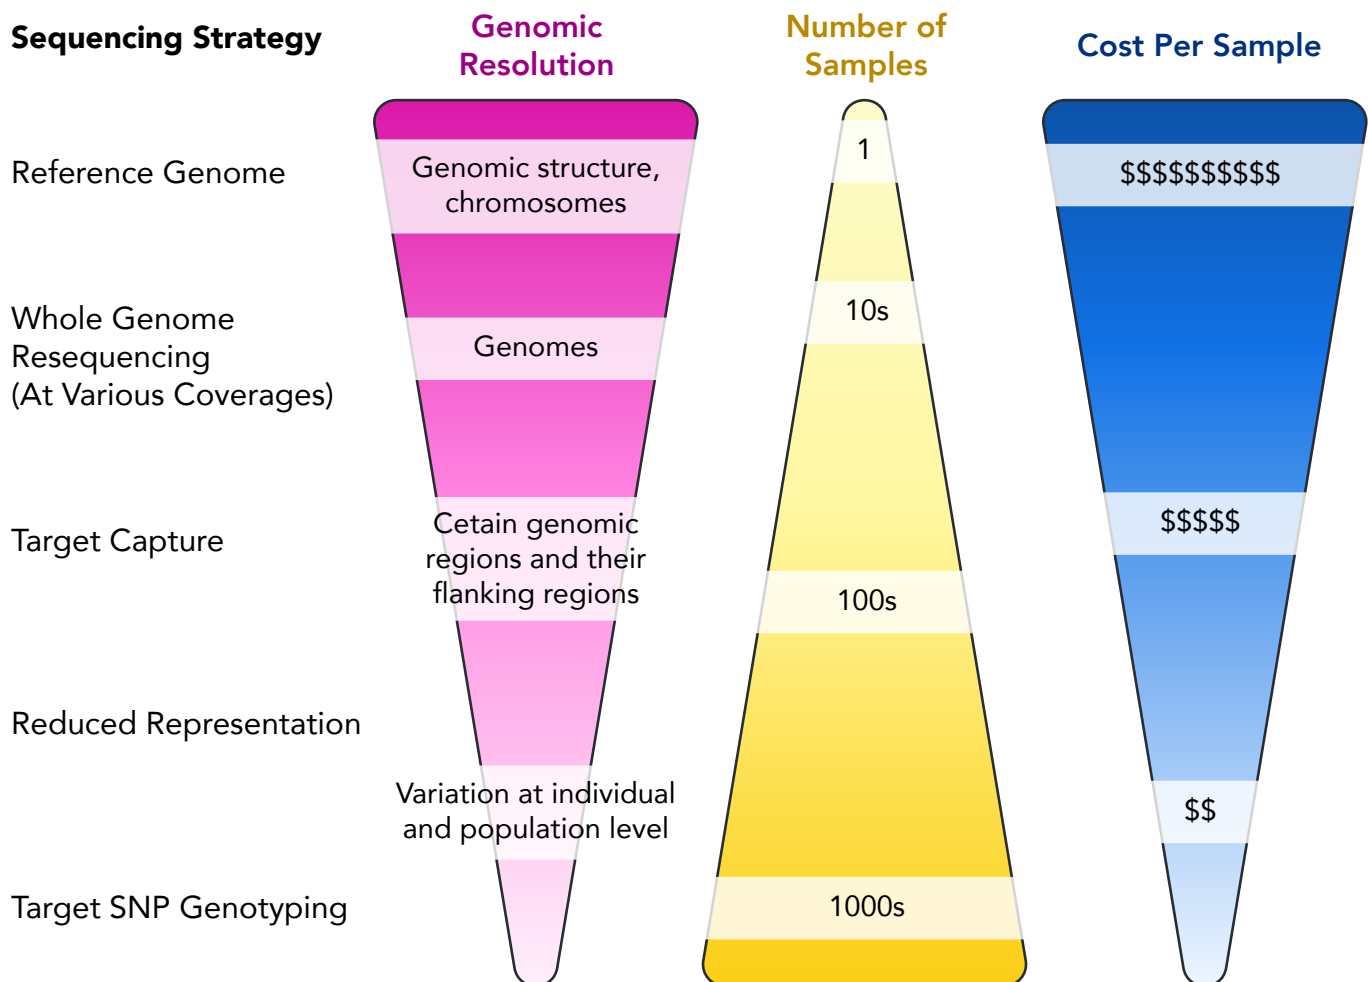 Sequencing Strategy
Genomic
Resolution
Number of
Samples
Cost Per Sample
Reference Genome
Genomic structure,
chromosomes
1
$$$$$$$$$$
Whole Genome
Resequencing
(At Various Coverages)
Genomes
10s
Target Capture
Cetain genomic
regions and their
flanking regions
100s
$$$$$
Reduced Representation
Variation at individual
and population level
$$
Target SNP Genotyping
1000s